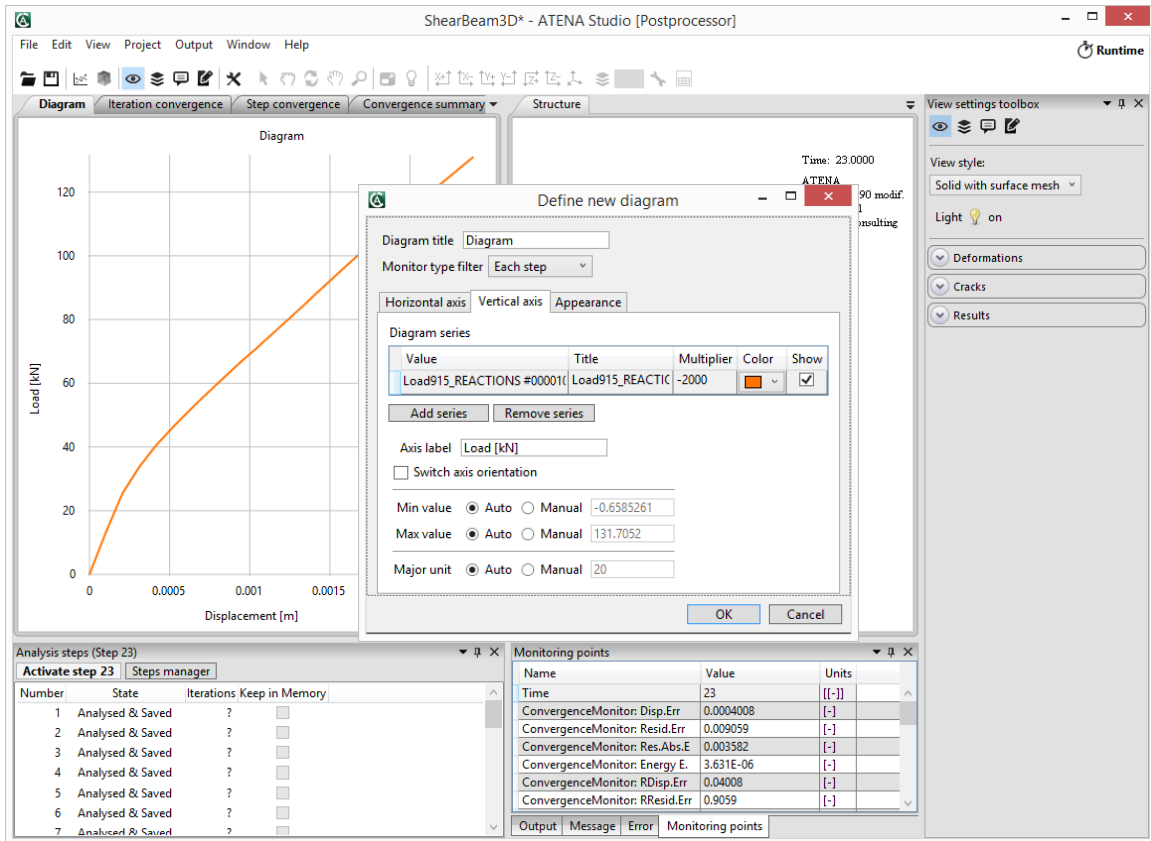 ShearBeam3D* - ATENA Studio [Postprocessor]
File Edit View Project Output Window Help
Runtime
Diagram Iteration convergence Step convergence Convergence summary
Structure
View settings toolbox
Diagram
120
100
80
60
40
20
0
Load [kN]
0 0.0005 0.001 0.0015
Displacement [m]
Time: 23.0000
ATENA
90 modif.
View style:
Solid with surface mesh
Light on
Deformations
Cracks
Results
Define new diagram
Diagram title Diagram
Monitor type filter Each step
Horizontal axis Vertical axis Appearance
Diagram series
Value Title Multiplier Color Show
Load915_REACTIONS #00001( Load915_REACTIC -2000
Add series Remove series
Axis label Load [kN]
Switch axis orientation
Min value Auto Manual -0.6585261
Max value Auto Manual 131.7052
Major unit Auto Manual 20
OK Cancel
Analysis steps (Step 23)
Activate step 23 Steps manager
Number State Iterations Keep in Memory
1 Analysed & Saved ?
2 Analysed & Saved ?
3 Analysed & Saved ?
4 Analysed & Saved ?
5 Analysed & Saved ?
6 Analysed & Saved ?
7 Analysed & Saved ?
Monitoring points
Name Value Units
Time 23 [[-]]
ConvergenceMonitor: Disp.Err 0.0004008 [-]
ConvergenceMonitor: Resid.Err 0.009059 [-]
ConvergenceMonitor: Res.Abs.E 0.003582 [-]
ConvergenceMonitor: Energy E. 3.631E-06 [-]
ConvergenceMonitor: RDisp.Err 0.04008 [-]
ConvergenceMonitor: RResid.Err 0.9059 [-]
Output Message Error Monitoring points